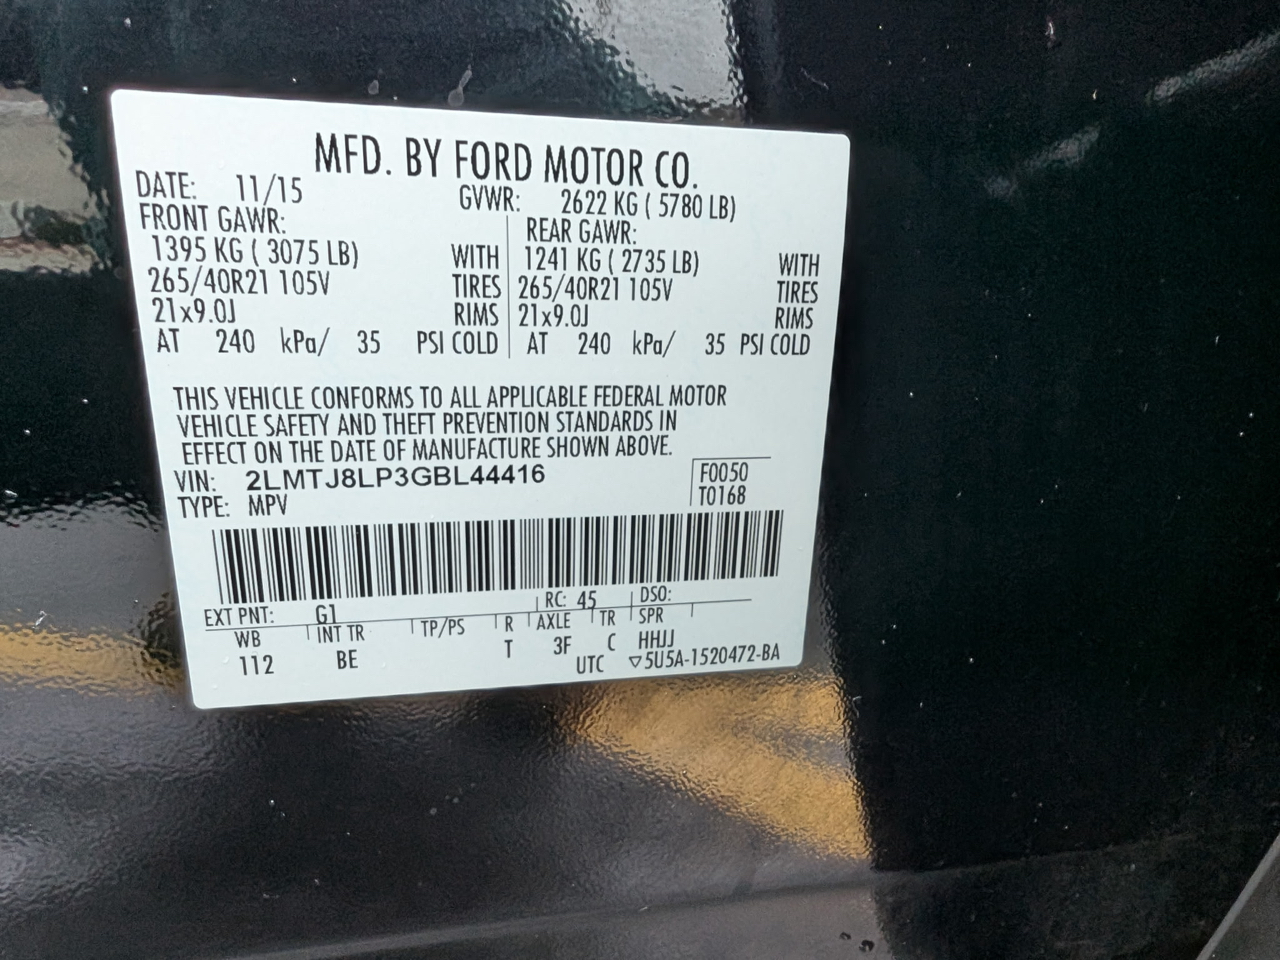 MFD. BY FORD MOTOR CO.
DATE: 11/15 GVWR: 2622 KG ( 5780 LB)
FRONT GAWR: REAR GAWR:
1395 KG ( 3075 LB) WITH 1241 KG ( 2735 LB) WITH
265/40R21 105V TIRES 265/40R21 105V TIRES
21x9.0J RIMS 21x9.0J RIMS
AT 240 kPa/ 35 PSI COLD AT 240 kPa/ 35 PSI COLD
THIS VEHICLE CONFORMS TO ALL APPLICABLE FEDERAL MOTOR
VEHICLE SAFETY AND THEFT PREVENTION STANDARDS IN
EFFECT ON THE DATE OF MANUFACTURE SHOWN ABOVE.
VIN: 2LMTJ8LP3GBL44416 F0050
TYPE: MPV T0168
EXT PNT: G1 RC: 45 DSO:
WB INT TR TP/PS R AXLE TR SPR
112 BE T 3F C HHJJ
UTC ▽5U5A-1520472-BA